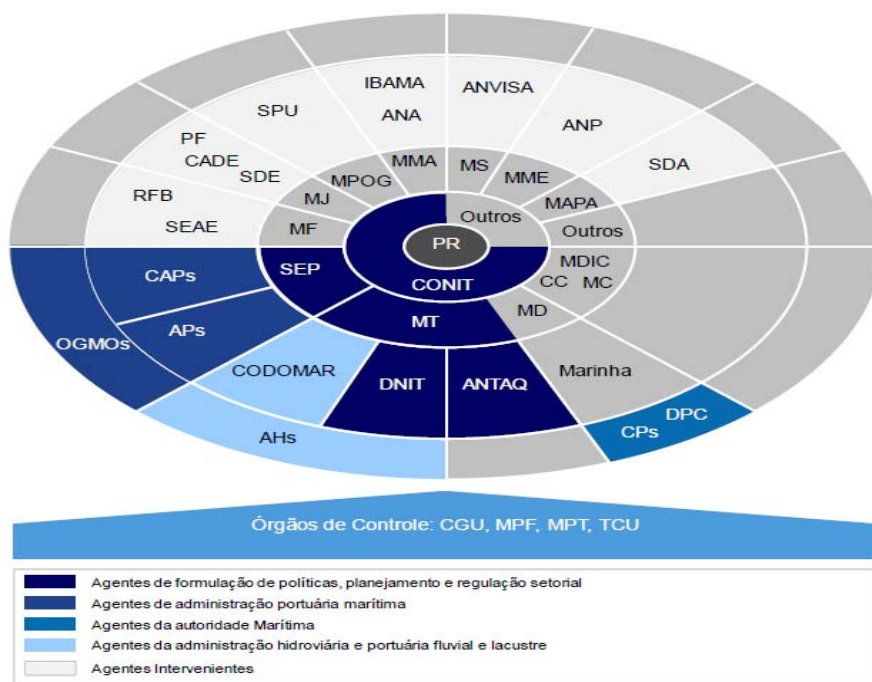 IBAMA
ANVISA
SPU
ANA
ANP
PF
CADE
SDE
MMA
MS
SDA
MPOG
MME
RFB
MJ
MAPA
SEAE
MF
Outros
Outros
PR
CAPs
SEP
CONIT
MDIC
CC
MC
MT
MD
OGMOs
APs
CODOMAR
DNIT
ANTAQ
Marinha
AHs
CPs
DPC
Órgãos de Controle: CGU, MPF, MPT, TCU
Agentes de formulação de políticas, planejamento e regulação setorial
Agentes de administração portuária marítima
Agentes da autoridade Marítima
Agentes da administração hidroviária e portuária fluvial e lacustre
Agentes Intervenientes